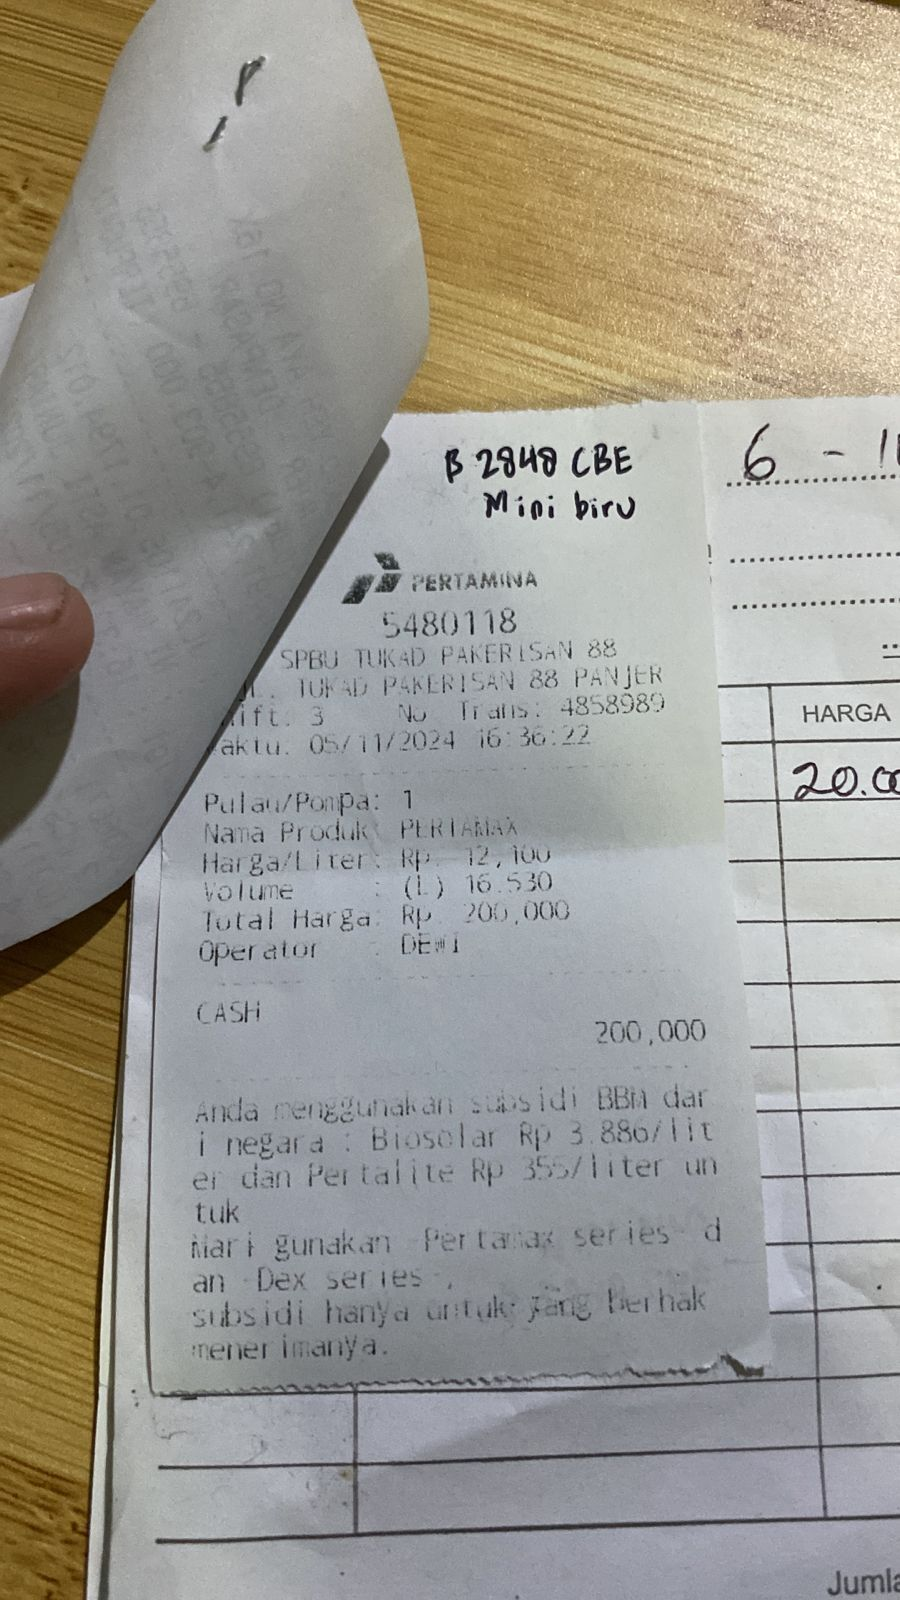 B 2848 CBE
Mini biru
6 - 1
PERTAMINA
5480118
SPBU TUKAD PAKERISAN 88
TUKAD PAKERISAN 88 PANJER
ift: 3 No Trans: 4858989
aktu: 05/11/2024 16:36:22
HARGA
20.00
Pulau/Pompa: 1
Nama Produk: PERTAMAX
Harga/Liter: Rp. 12,100
Volume : (L) 16.530
Total Harga: Rp. 200,000
Operator : DEWI
CASH
200,000
Anda menggunakan subsidi BBM dar
i negara : Biosolar Rp 3.886/lit
er dan Pertalite Rp 355/liter un
tuk
Mari gunakan Pertamax series d
an Dex series .
subsidi hanya untuk yang berhak
menerimanya.
Jumla